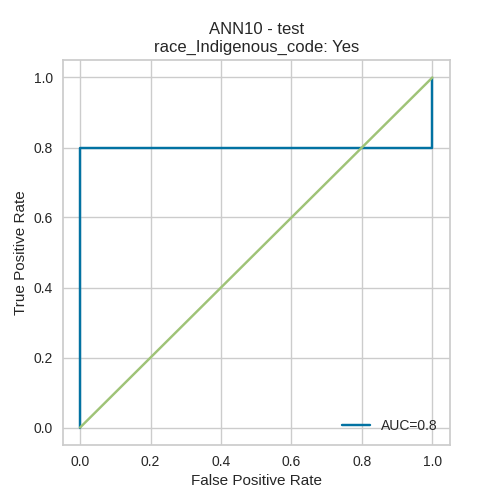 ANN10 - test
race_Indigenous_code: Yes
True Positive Rate
1.0
0.8
0.6
0.4
0.2
0.0
AUC=0.8
0.0 0.2 0.4 0.6 0.8 1.0
False Positive Rate